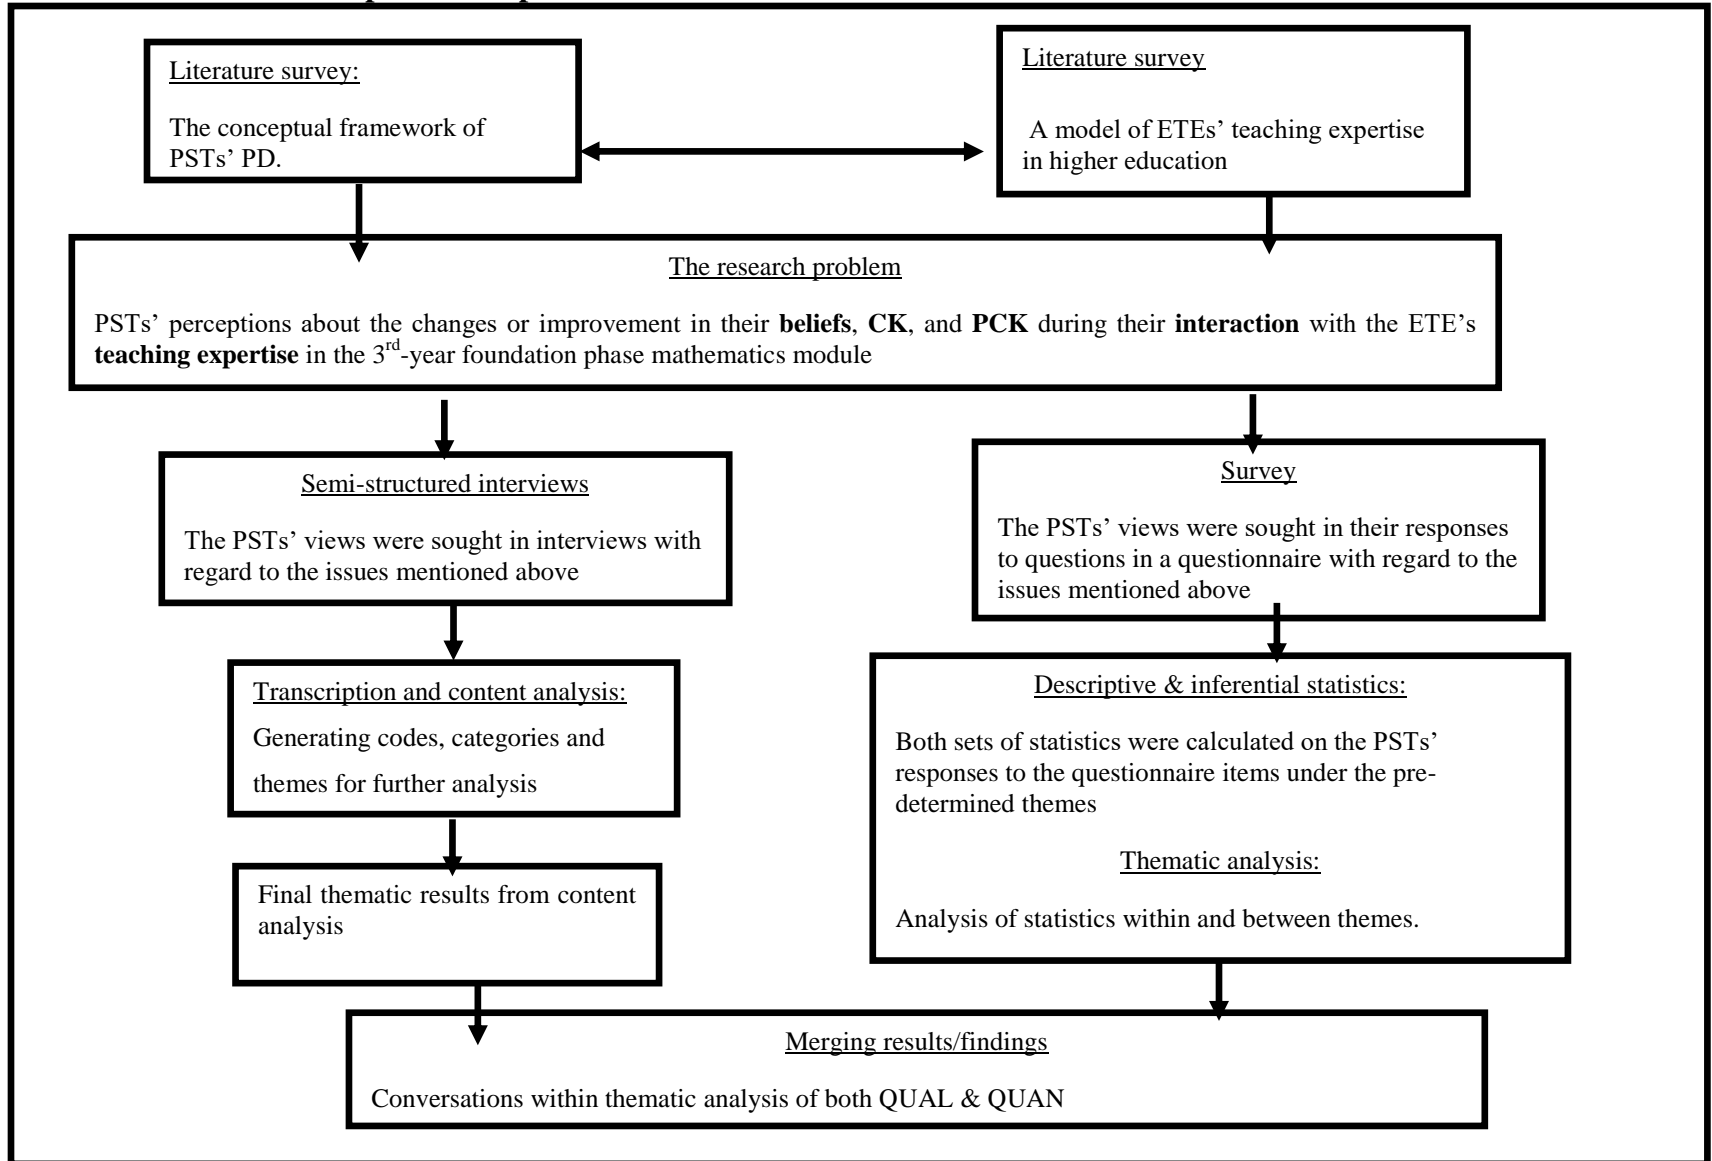 Literature survey:
The conceptual framework of
PSTs’ PD.
Literature survey
A model of ETEs’ teaching expertise
in higher education
The research problem
PSTs’ perceptions about the changes or improvement in their beliefs, CK, and PCK during their interaction with the ETE’s
teaching expertise in the 3rd-year foundation phase mathematics module
Semi-structured interviews
The PSTs’ views were sought in interviews with
regard to the issues mentioned above
Survey
The PSTs’ views were sought in their responses
to questions in a questionnaire with regard to the
issues mentioned above
Transcription and content analysis:
Generating codes, categories and
themes for further analysis
Descriptive & inferential statistics:
Both sets of statistics were calculated on the PSTs’
responses to the questionnaire items under the pre-
determined themes
Thematic analysis:
Analysis of statistics within and between themes.
Final thematic results from content
analysis
Merging results/findings
Conversations within thematic analysis of both QUAL & QUAN